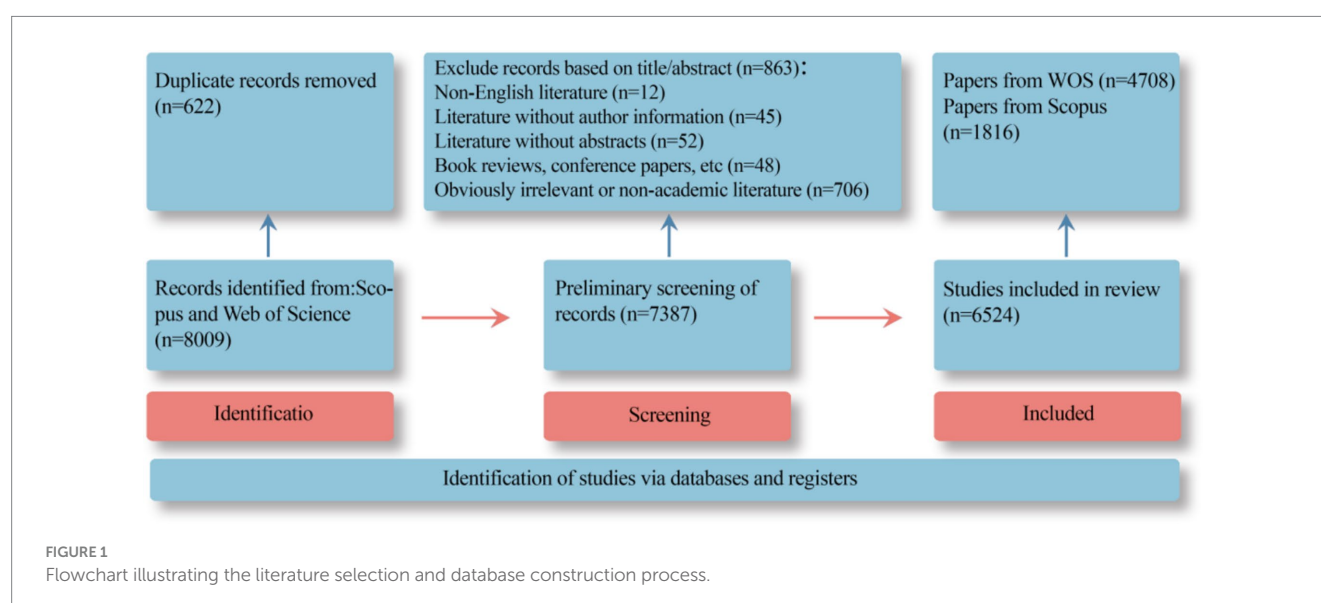 Duplicate records removed
(n=622)
Exclude records based on title/abstract (n=863)：
Non-English literature (n=12)
Literature without author information (n=45)
Literature without abstracts (n=52)
Book reviews, conference papers, etc (n=48)
Obviously irrelevant or non-academic literature (n=706)
Papers from WOS (n=4708)
Papers from Scopus
(n=1816)
Records identified from:Sco-
pus and Web of Science
(n=8009)
Preliminary screening of
records (n=7387)
Studies included in review
(n=6524)
Identificatio
Screening
Included
Identification of studies via databases and registers
FIGURE 1
Flowchart illustrating the literature selection and database construction process.